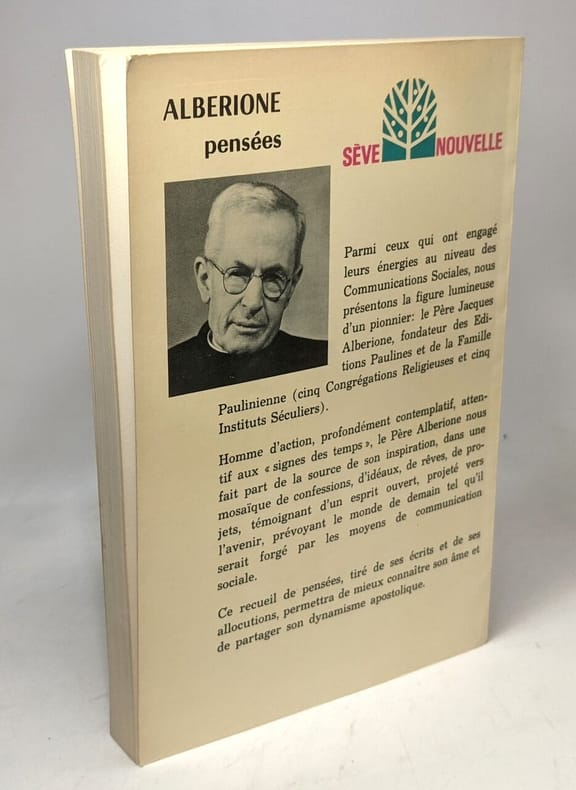 ALBERIONE
pensées
SÈVE NOUVELLE
Parmi ceux qui ont engagé
leurs énergies au niveau des
Communications Sociales, nous
présentons la figure lumineuse
d'un pionnier: le Père Jacques
Alberione, fondateur des Edi-
tions Paulines et de la Famille
Paulinienne (cinq Congrégations Religieuses et cinq
Instituts Séculiers).
Homme d'action, profondément contemplatif, atten-
tif aux « signes des temps », le Père Alberione nous
fait part de la source de son inspiration, dans une
mosaïque de confessions, d'idéaux, de rêves, de pro-
jets, témoignant d'un esprit ouvert, projeté vers
l'avenir, prévoyant le monde de demain tel qu'il
serait forgé par les moyens de communication
sociale.
Ce recueil de pensées, tiré de ses écrits et de ses
allocutions, permettra de mieux connaître son âme et
de partager son dynamisme apostolique.